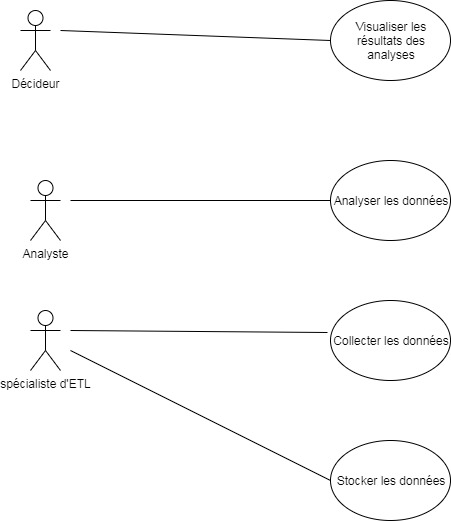 Visualiser les
résultats des
analyses
Décideur
Analyser les données
Analyste
Collecter les données
spécialiste d'ETL
Stocker les données